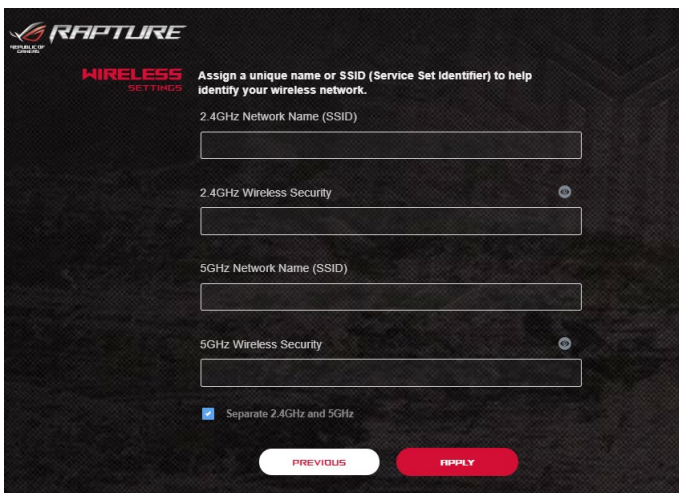 RAPTURE
REPUBLIC OF
GAMERS
WIRELESS
SETTINGS
Assign a unique name or SSID (Service Set Identifier) to help
identify your wireless network.
2.4GHz Network Name (SSID)
2.4GHz Wireless Security
5GHz Network Name (SSID)
5GHz Wireless Security
Separate 2.4GHz and 5GHz
PREVIOUS
APPLY